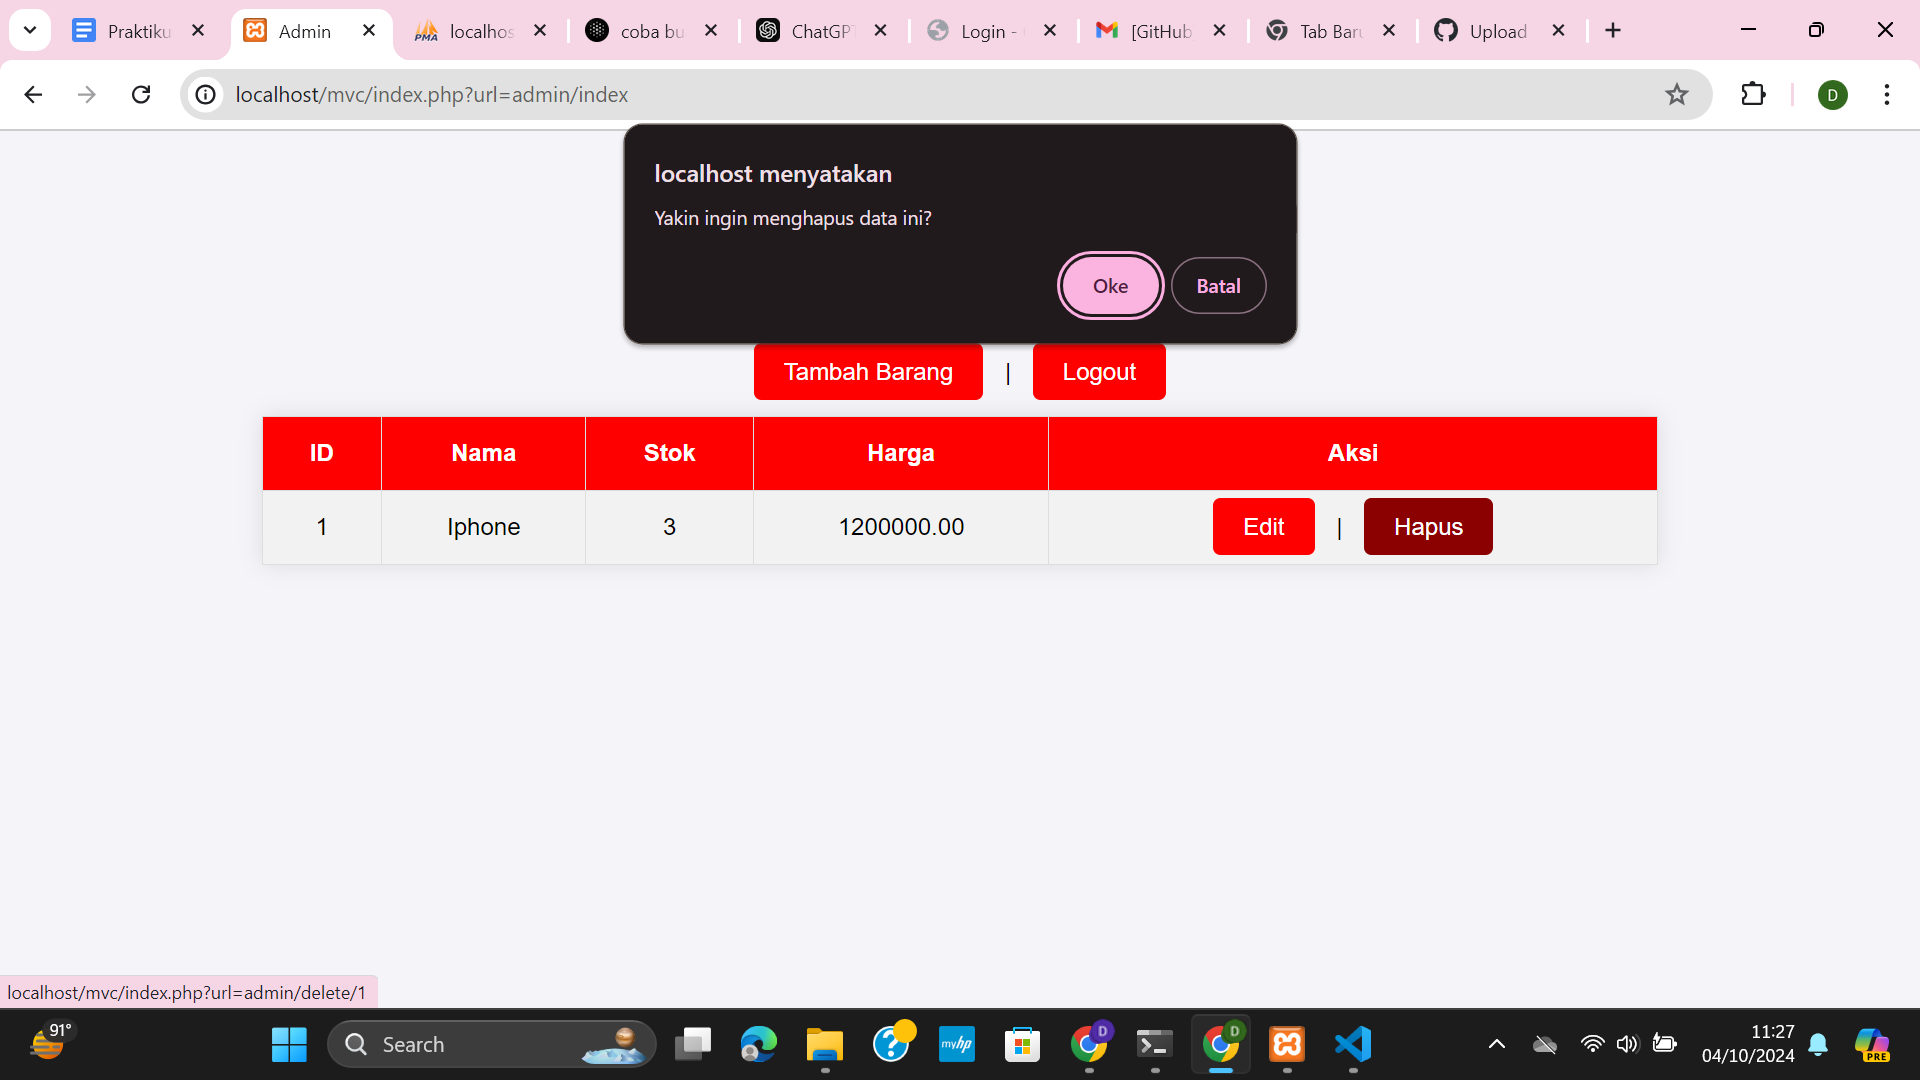 Praktiku
Admin
localhos
coba bu
ChatGP
Login -
[GitHub
Tab Baru
Upload
localhost/mvc/index.php?url=admin/index
D
localhost menyatakan
Yakin ingin menghapus data ini?
Oke
Batal
Tambah Barang | Logout
ID Nama Stok Harga Aksi
1 Iphone 3 1200000.00 Edit | Hapus
localhost/mvc/index.php?url=admin/delete/1
91°
Search
myhp
D
D
11:27
04/10/2024
PRE